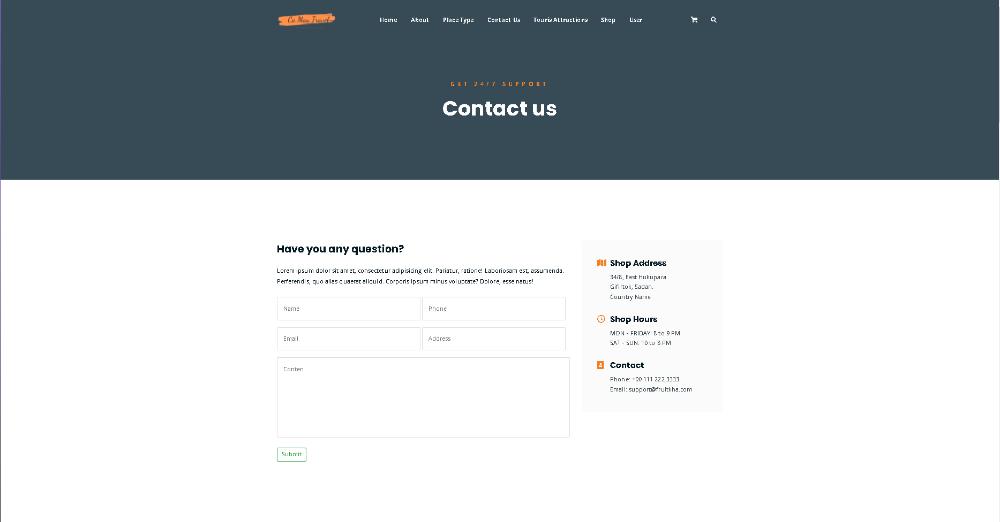 Ca Mau Travel
Home About Place Type Contact Us Touris Attractions Shop User
GET 24/7 SUPPORT
Contact us
Have you any question?
Lorem ipsum dolor sit amet, consectetur adipisicing elit. Pariatur, ratione! Laboriosam est, assumenda.
Perferendis, quo alias quaerat aliquid. Corporis ipsum minus voluptate? Dolore, esse natus!
Name
Phone
Email
Address
Conten
Submit
Shop Address
34/8, East Hukupara
Gifirtok, Sadan.
Country Name
Shop Hours
MON - FRIDAY: 8 to 9 PM
SAT - SUN: 10 to 8 PM
Contact
Phone: +00 111 222 3333
Email: support@fruitkha.com